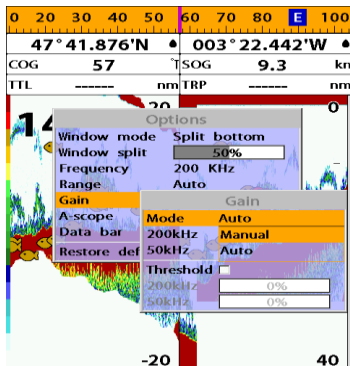 0 20 30 40 50 60 70 80 E 100
47°41.876'N 003°22.442'W
COG 57 °T SOG 9.3 kn
TTL ------ nm TRP ------ nm
14 20 0
Options
Window mode Split bottom
Window split 50%
Frequency 200 KHz
Range Auto
Gain
A-scope
Data bar
Restore def
Gain
Mode Auto
200kHz Manual
50kHz Auto
Threshold
200kHz 0%
50kHz 0%
-20 40